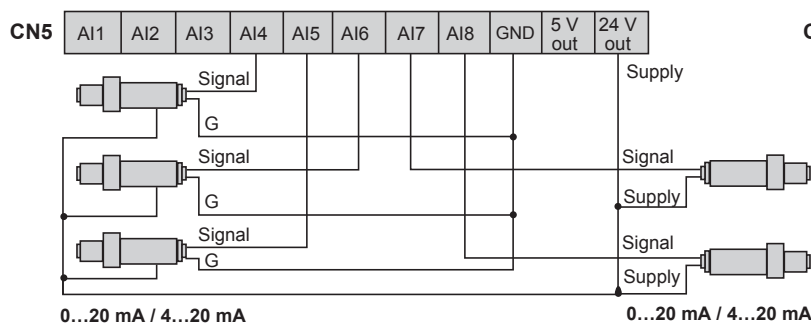 CN5 AI1 AI2 AI3 AI4 AI5 AI6 AI7 AI8 GND 5 V out 24 V out C
Signal
Supply
G
Signal
Signal
G
Supply
Signal
Signal
G
Supply
0…20 mA / 4…20 mA
0…20 mA / 4…20 mA